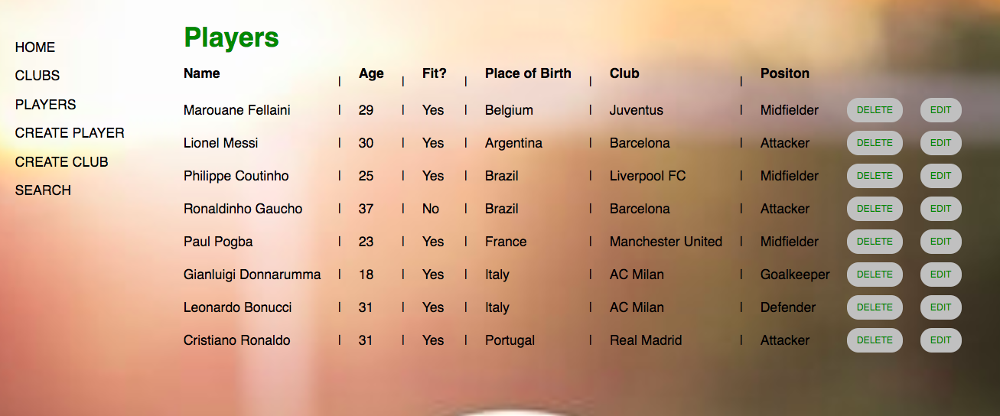 Players
HOME
CLUBS
PLAYERS
CREATE PLAYER
CREATE CLUB
SEARCH
Name | Age | Fit? | Place of Birth | Club | Positon
Marouane Fellaini | 29 | Yes | Belgium | Juventus | Midfielder DELETE EDIT
Lionel Messi | 30 | Yes | Argentina | Barcelona | Attacker DELETE EDIT
Philippe Coutinho | 25 | Yes | Brazil | Liverpool FC | Midfielder DELETE EDIT
Ronaldinho Gaucho | 37 | No | Brazil | Barcelona | Attacker DELETE EDIT
Paul Pogba | 23 | Yes | France | Manchester United | Midfielder DELETE EDIT
Gianluigi Donnarumma | 18 | Yes | Italy | AC Milan | Goalkeeper DELETE EDIT
Leonardo Bonucci | 31 | Yes | Italy | AC Milan | Defender DELETE EDIT
Cristiano Ronaldo | 31 | Yes | Portugal | Real Madrid | Attacker DELETE EDIT